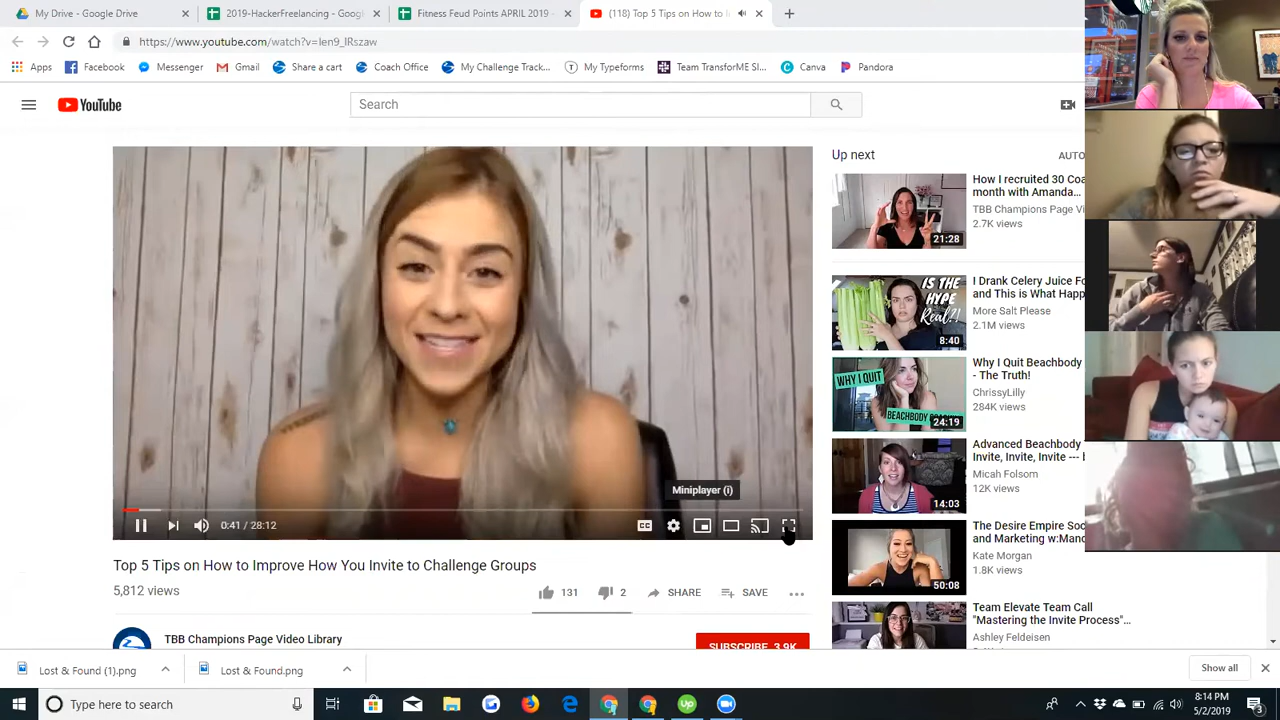 My Drive - Google Drive
2019-HackerFreelancing - Google
Fitness
Points APRIL 2019
(118) Top 5 Tips on How to I
https://www.youtube.com/watch?v=
Apps
Facebook
Messenger
Gmail
Share a cart
Office
My Challenge Track...
My Typeforms
Team TransforME SI...
Canva
Pandora
YouTube
Search
Up next
AUTO
How I recruited 30 Coa
month with Amanda...
TBB Champions Page Vi
2.7K views
21:28
IS THE
HYPE
Real?!
8:40
I Drank Celery Juice Fo
and This is What Happ
More Salt Please
2.1M views
WHY I QUIT
BEACHBODY
24:19
Why I Quit Beachbody
- The Truth!
ChrissyLilly
284K views
14:03
Advanced Beachbody
Invite, Invite, Invite --- b
Micah Folsom
12K views
50:08
The Desire Empire Soc
and Marketing w:Mand
Kate Morgan
1.8K views
Team Elevate Team Call
"Mastering the Invite Process"...
Ashley Feldeisen
Miniplayer (i)
0:41 / 28:12
CC
Top 5 Tips on How to Improve How You Invite to Challenge Groups
5,812 views
131
2
SHARE
SAVE
TBB Champions Page Video Library
SUBSCRIBE 3.9K
Lost & Found (1).png
Lost & Found.png
Show all
Type here to search
Up
8:14 PM
5/2/2019
3